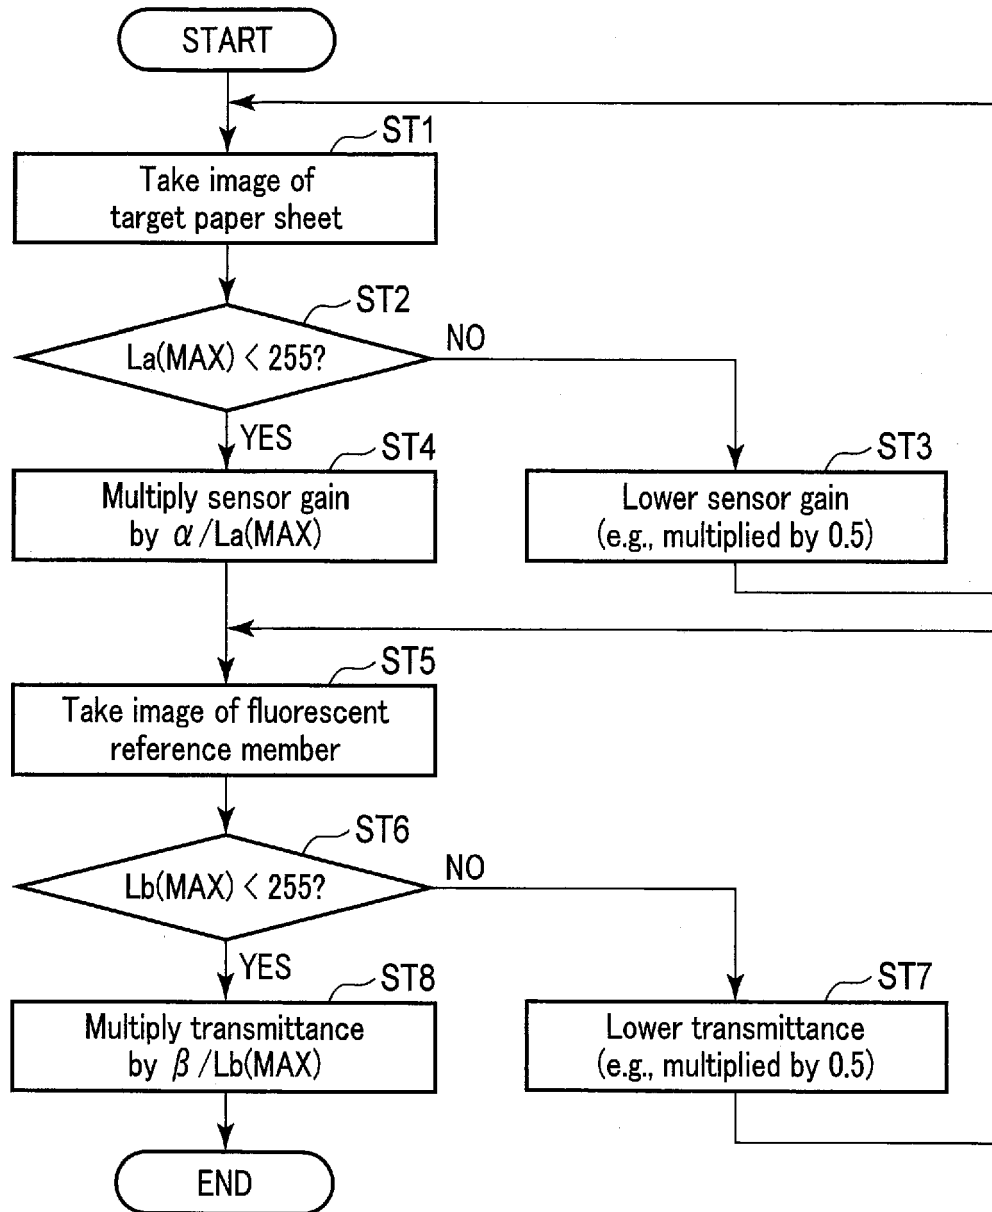 START
ST1
Take image of
target paper sheet
ST2
La(MAX) < 255?
NO
YES
ST4
Multiply sensor gain
by α/La(MAX)
ST3
Lower sensor gain
(e.g., multiplied by 0.5)
ST5
Take image of fluorescent
reference member
ST6
Lb(MAX) < 255?
NO
YES
ST8
Multiply transmittance
by β/Lb(MAX)
ST7
Lower transmittance
(e.g., multiplied by 0.5)
END